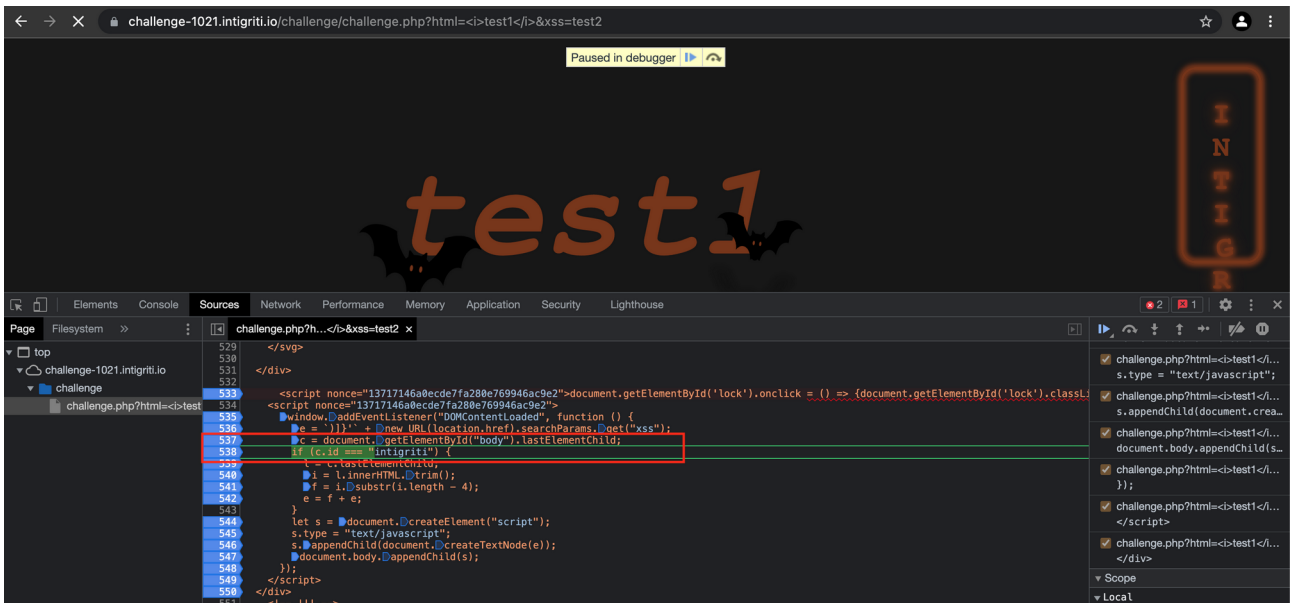 challenge-1021.intigriti.io/challenge/challenge.php?html=<i>test1</i>&xss=test2
Paused in debugger
I
N
T
I
G
R
test1
Elements Console Sources Network Performance Memory Application Security Lighthouse 2 1
Page Filesystem » challenge.php?h…</i>&xss=test2 ×
top
challenge-1021.intigriti.io
challenge
challenge.php?html=<i>test
529 </svg>
530
531 </div>
532
533 <script nonce="13717146a0ecde7fa280e769946ac9e2">document.getElementById('lock').onclick = () => {document.getElementById('lock').classLi
534 <script nonce="13717146a0ecde7fa280e769946ac9e2">
535 window.addEventListener("DOMContentLoaded", function () {
536 e = `)]}'` + new URL(location.href).searchParams.get("xss");
537 c = document.getElementById("body").lastElementChild;
538 if (c.id === "intigriti") {
539 l = c.lastElementChild;
540 i = l.innerHTML.trim();
541 f = i.substr(i.length - 4);
542 e = f + e;
543 }
544 let s = document.createElement("script");
545 s.type = "text/javascript";
546 s.appendChild(document.createTextNode(e));
547 document.body.appendChild(s);
548 });
549 </script>
550 </div>
challenge.php?html=<i>test1</i…
s.type = "text/javascript";
challenge.php?html=<i>test1</i…
s.appendChild(document.crea…
challenge.php?html=<i>test1</i…
document.body.appendChild(s…
challenge.php?html=<i>test1</i…
});
challenge.php?html=<i>test1</i…
</script>
challenge.php?html=<i>test1</i…
</div>
Scope
Local